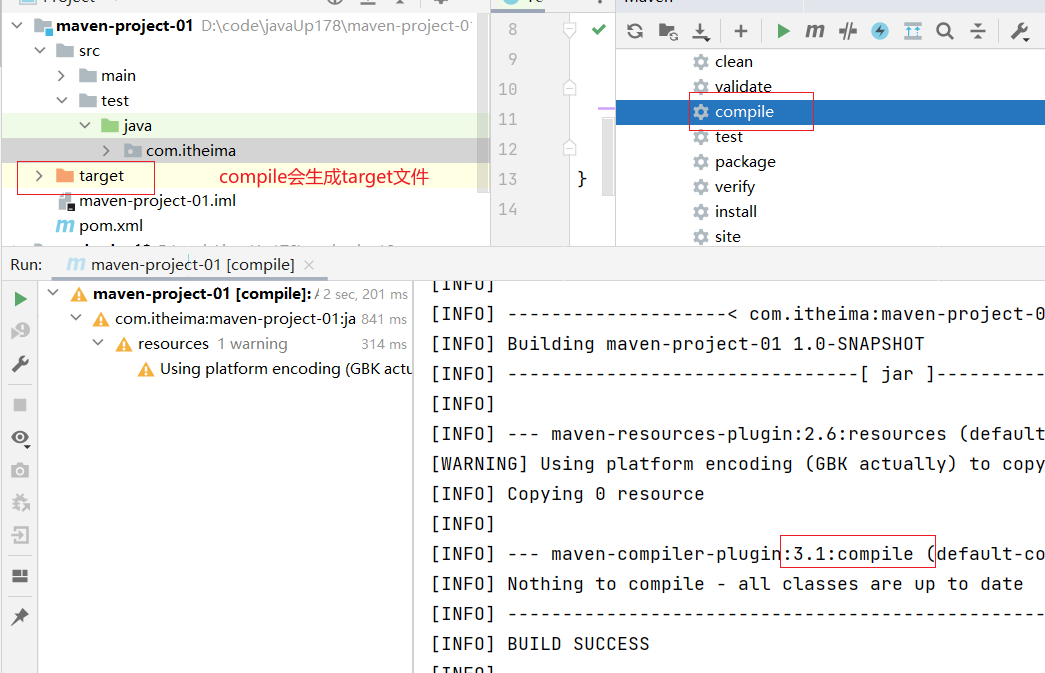 maven-project-01 D:\code\javaUp178\maven-project-01
src
main
test
java
com.itheima
target
compile会生成target文件
maven-project-01.iml
pom.xml
8
9
10
11
12
13 }
14
clean
validate
compile
test
package
verify
install
site
Run: maven-project-01 [compile]
maven-project-01 [compile]: 2 sec, 201 ms
com.itheima:maven-project-01:ja 841 ms
resources 1 warning 314 ms
Using platform encoding (GBK actu
[INFO]
[INFO] --------------------< com.itheima:maven-project-0
[INFO] Building maven-project-01 1.0-SNAPSHOT
[INFO] --------------------------------[ jar ]----------
[INFO]
[INFO] --- maven-resources-plugin:2.6:resources (default
[WARNING] Using platform encoding (GBK actually) to copy
[INFO] Copying 0 resource
[INFO]
[INFO] --- maven-compiler-plugin:3.1:compile (default-co
[INFO] Nothing to compile - all classes are up to date
[INFO] -------------------------------------------------
[INFO] BUILD SUCCESS
[INFO]